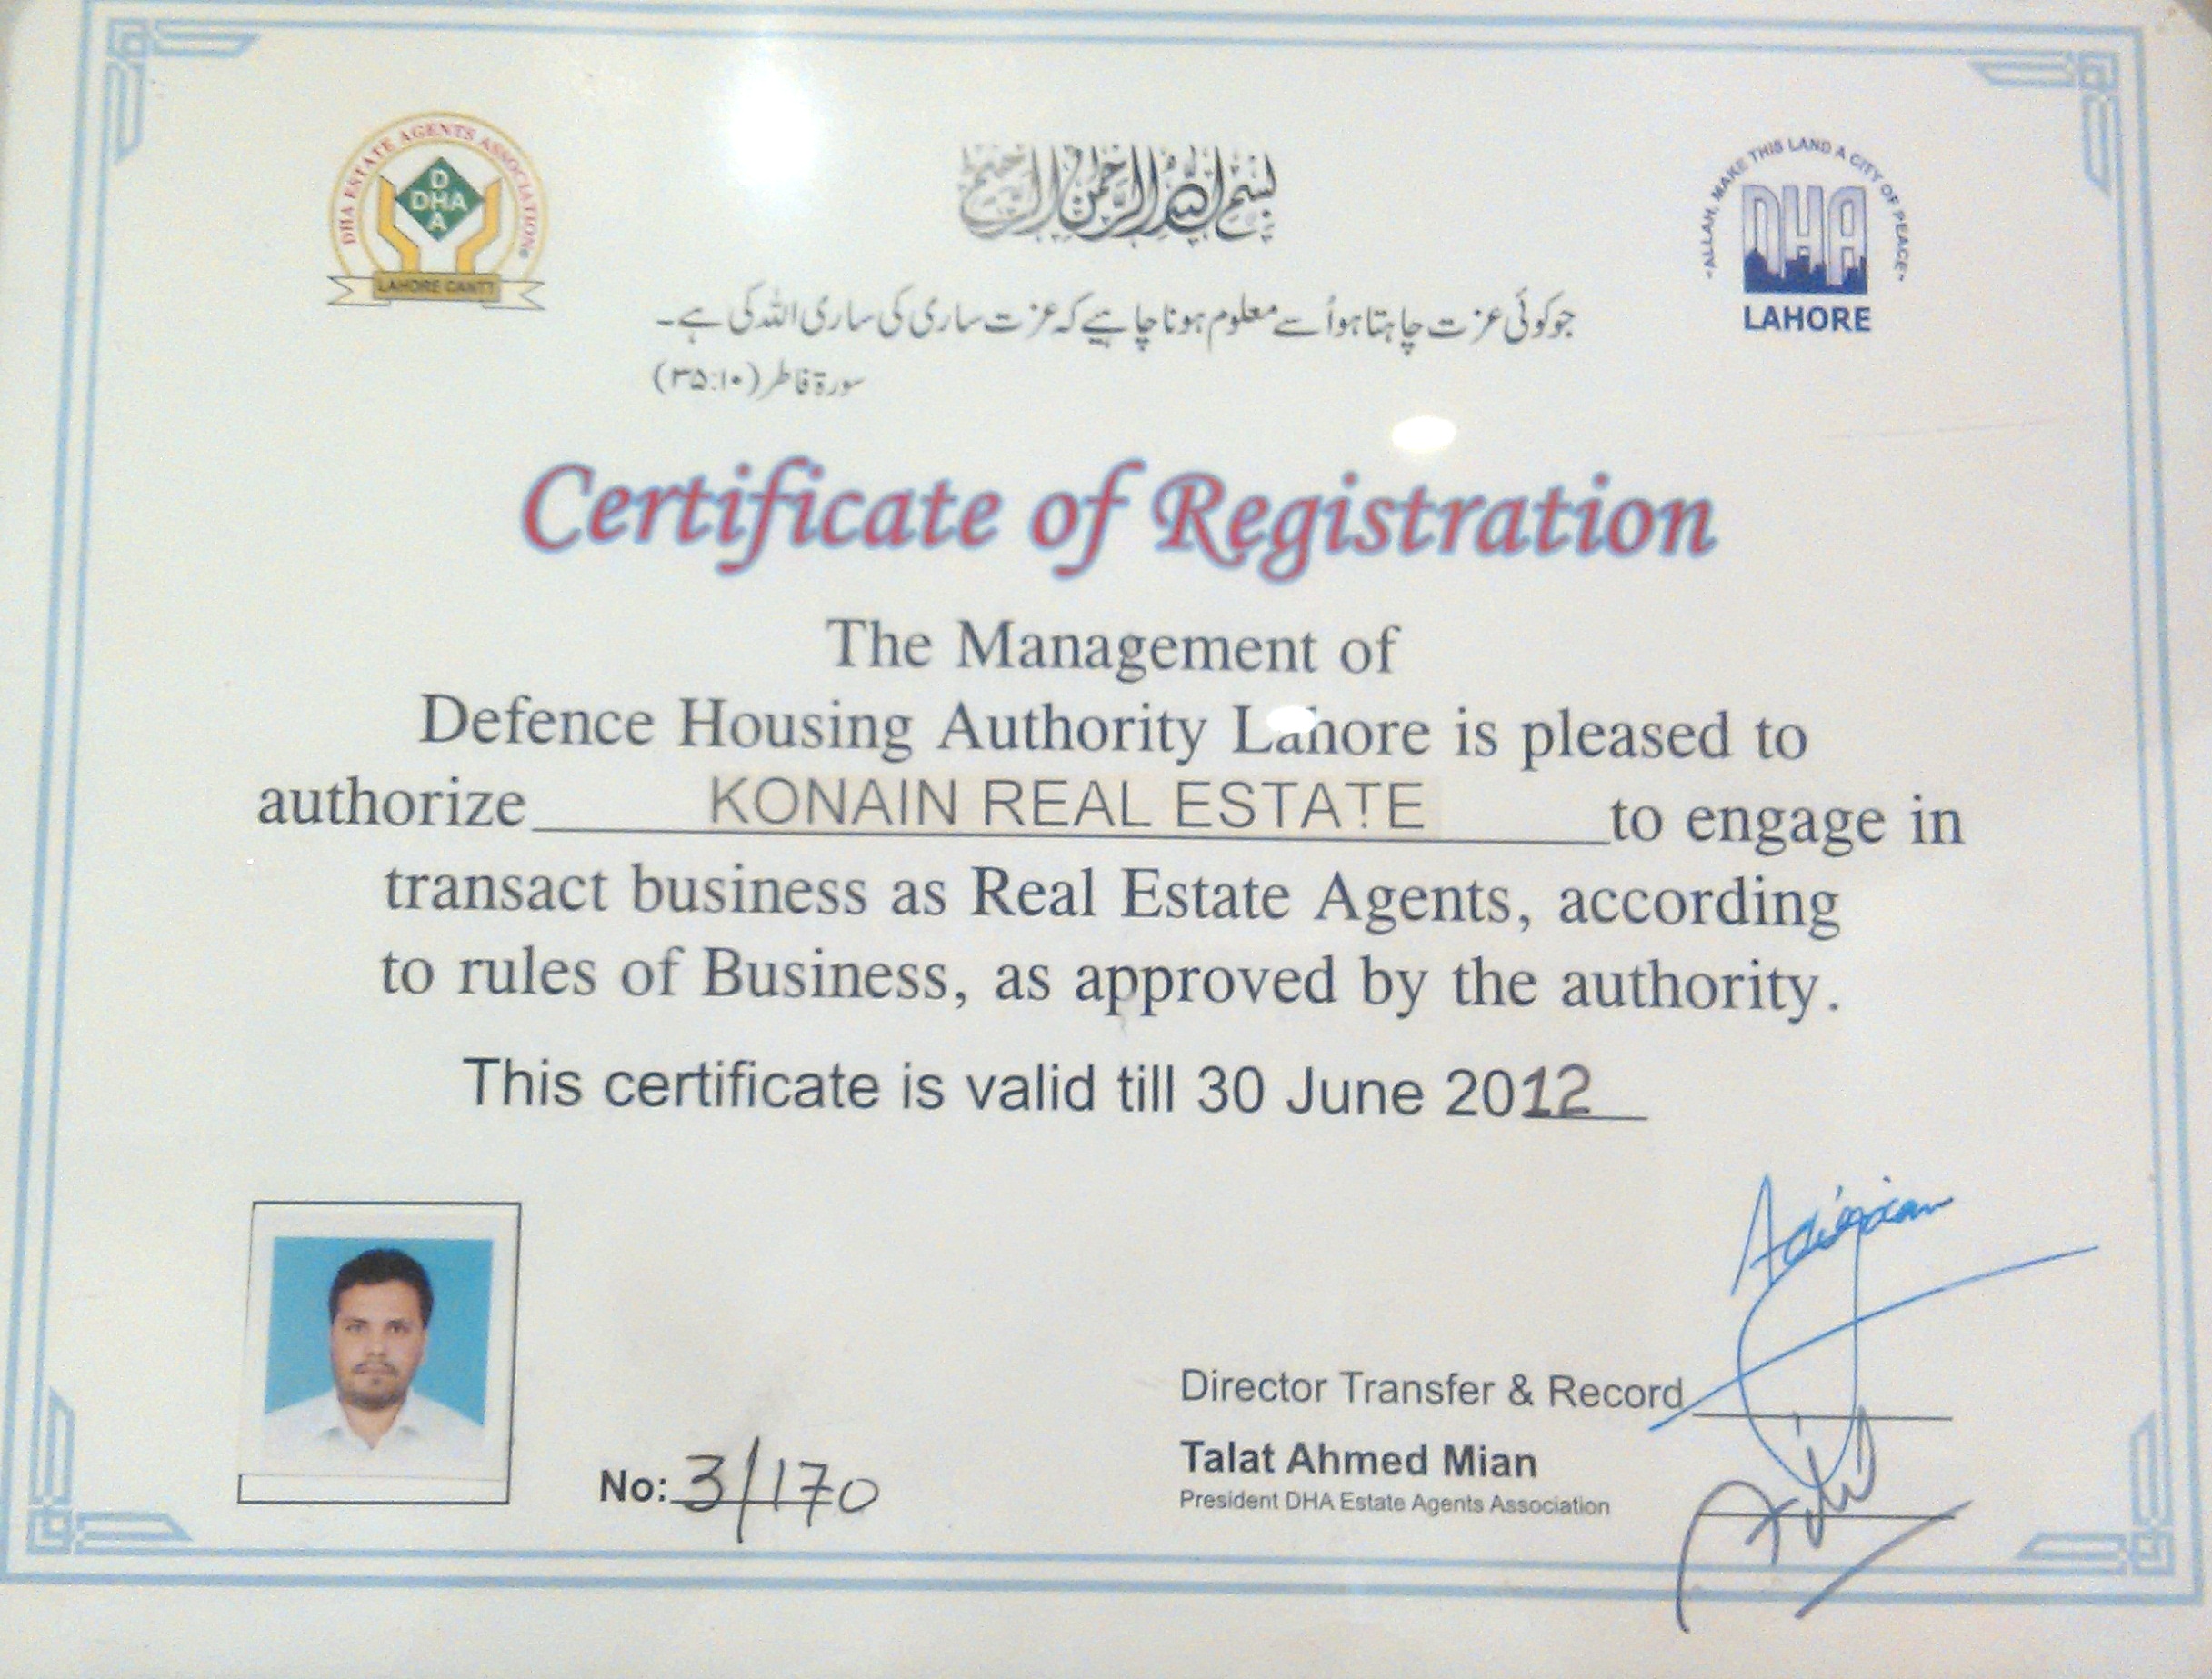 DHA ESTATE AGENTS ASSOCIATION
D
DHA
A
LAHORE CANTT
بسم الله الرحمن الرحيم
~ALLAH, MAKE THIS LAND A CITY OF PEACE~
DHA
LAHORE
جو کوئی عزت چاہتا ہو اُسے معلوم ہونا چاہیے کہ عزت ساری کی ساری اللہ کی ہے۔
سورۃ فاطر (۳۵:۱۰)
Certificate of Registration
The Management of
Defence Housing Authority Lahore is pleased to
authorize KONAIN REAL ESTATE to engage in
transact business as Real Estate Agents, according
to rules of Business, as approved by the authority.
This certificate is valid till 30 June 2012
No: 3/170
Director Transfer & Record
Talat Ahmed Mian
President DHA Estate Agents Association